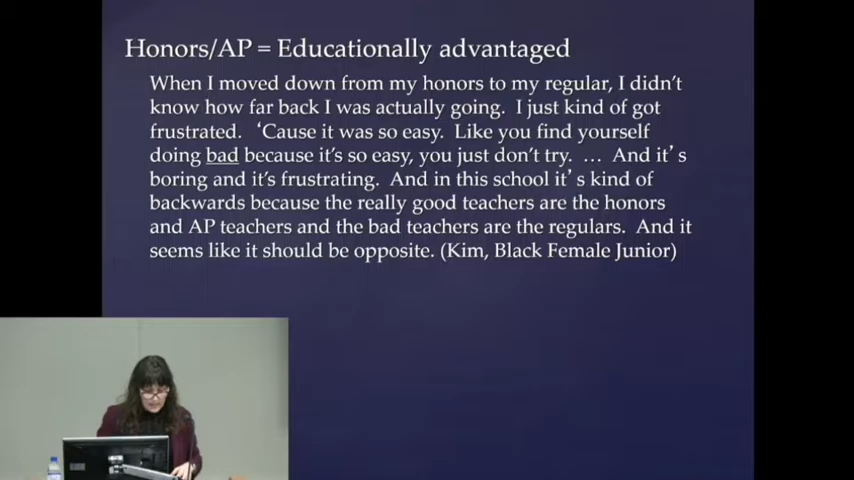 Honors/AP = Educationally advantaged
When I moved down from my honors to my regular, I didn't
know how far back I was actually going. I just kind of got
frustrated. 'Cause it was so easy. Like you find yourself
doing bad because it's so easy, you just don't try. … And it's
boring and it's frustrating. And in this school it's kind of
backwards because the really good teachers are the honors
and AP teachers and the bad teachers are the regulars. And it
seems like it should be opposite. (Kim, Black Female Junior)